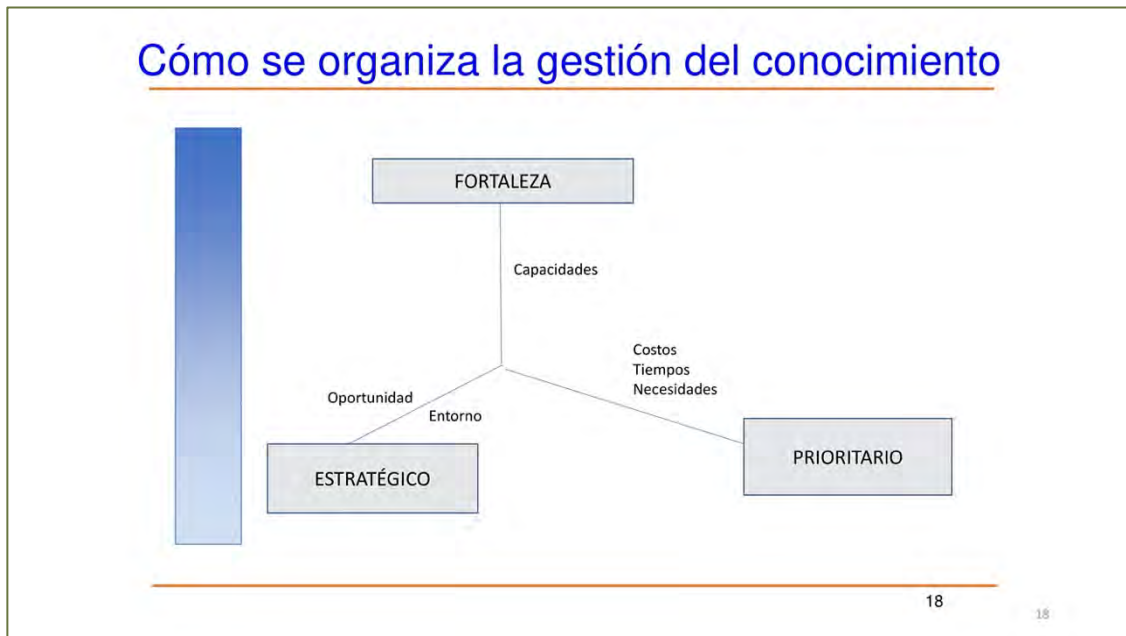 Cómo se organiza la gestión del conocimiento
FORTALEZA
Capacidades
Costos
Tiempos
Necesidades
Oportunidad
Entorno
ESTRATÉGICO
PRIORITARIO
18
18